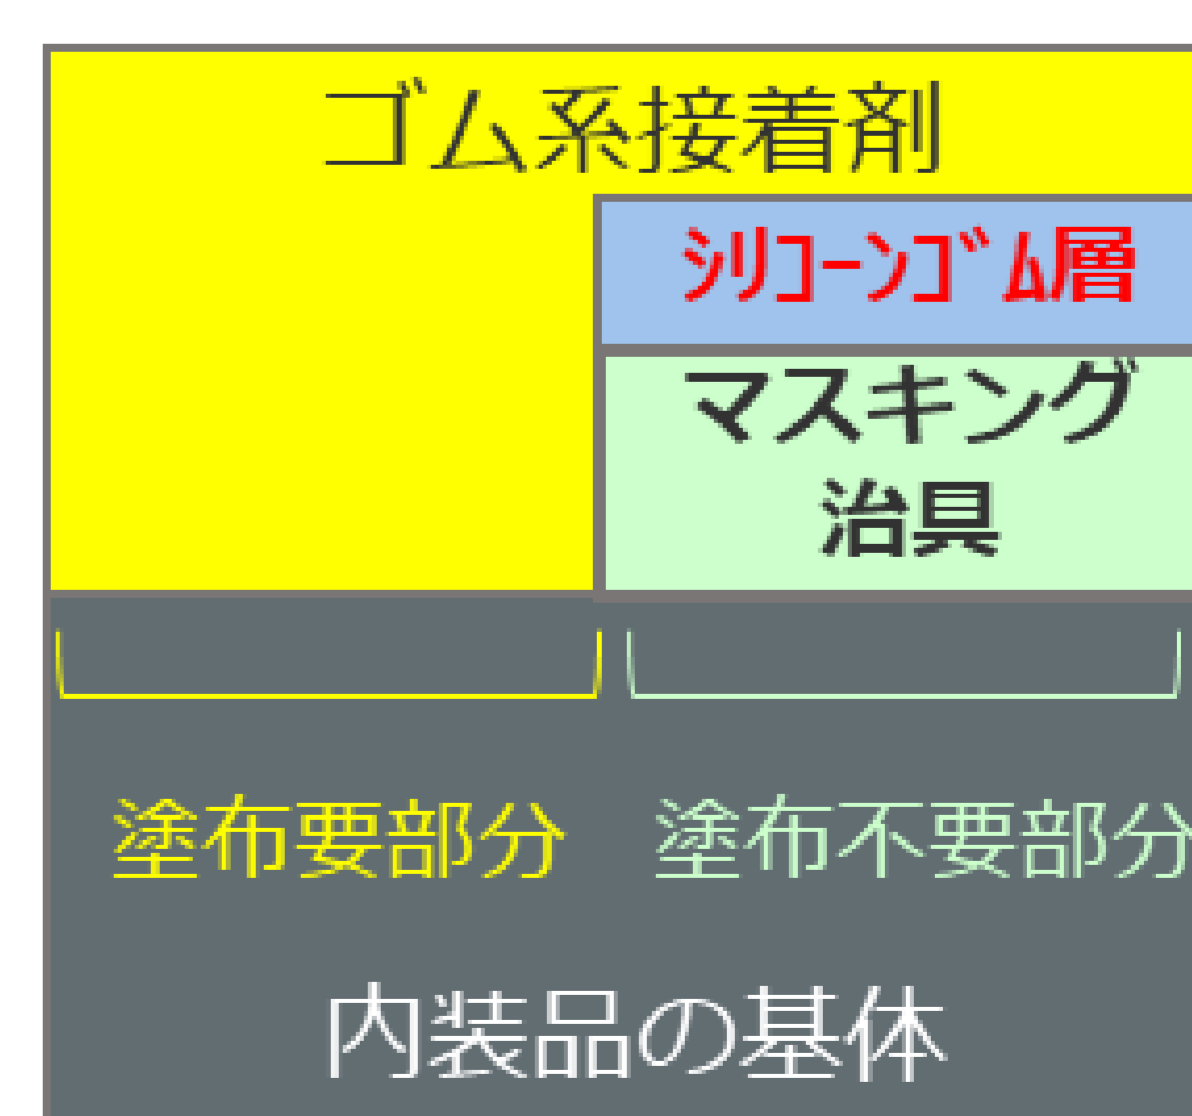 ゴム系接着剤
ｼﾘｺｰﾝｺﾞﾑ層
マスキング
治具
塗布要部分
塗布不要部分
内装品の基体